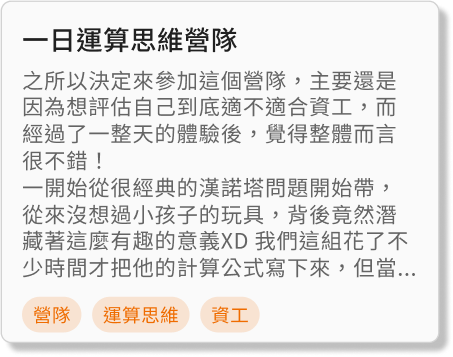 一日運算思維營隊
之所以決定來參加這個營隊，主要還是
因為想評估自己到底適不適合資工，而
經過了一整天的體驗後，覺得整體而言
很不錯！
一開始從很經典的漢諾塔問題開始帶，
從來沒想過小孩子的玩具，背後竟然潛
藏著這麼有趣的意義XD 我們這組花了不
少時間才把他的計算公式寫下來，但當...
營隊 運算思維 資工